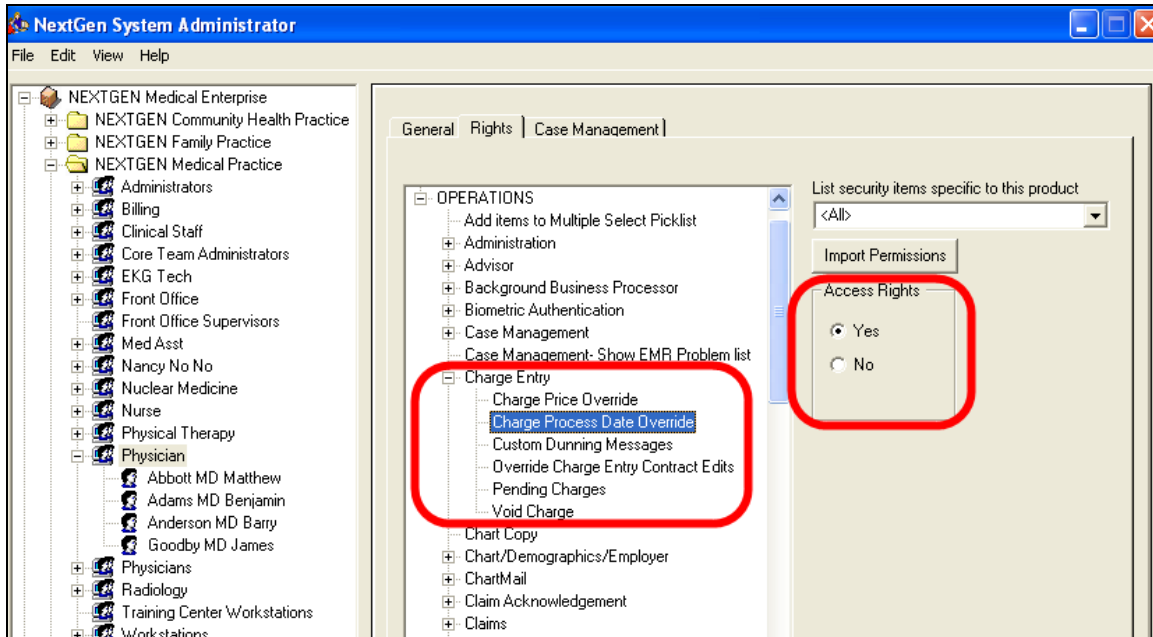 NextGen System Administrator
File Edit View Help
NEXTGEN Medical Enterprise
NEXTGEN Community Health Practice
NEXTGEN Family Practice
NEXTGEN Medical Practice
Administrators
Billing
Clinical Staff
Core Team Administrators
EKG Tech
Front Office
Front Office Supervisors
Med Asst
Nancy No No
Nuclear Medicine
Nurse
Physical Therapy
Physician
Abbott MD Matthew
Adams MD Benjamin
Anderson MD Barry
Goodby MD James
Physicians
Radiology
Training Center Workstations
Workstations
General Rights Case Management
OPERATIONS
Add items to Multiple Select Picklist
Administration
Advisor
Background Business Processor
Biometric Authentication
Case Management
Case Management- Show EMR Problem list
Charge Entry
Charge Price Override
Charge Process Date Override
Custom Dunning Messages
Override Charge Entry Contract Edits
Pending Charges
Void Charge
Chart Copy
Chart/Demographics/Employer
ChartMail
Claim Acknowledgement
Claims
List security items specific to this product
<All>
Import Permissions
Access Rights
Yes
No